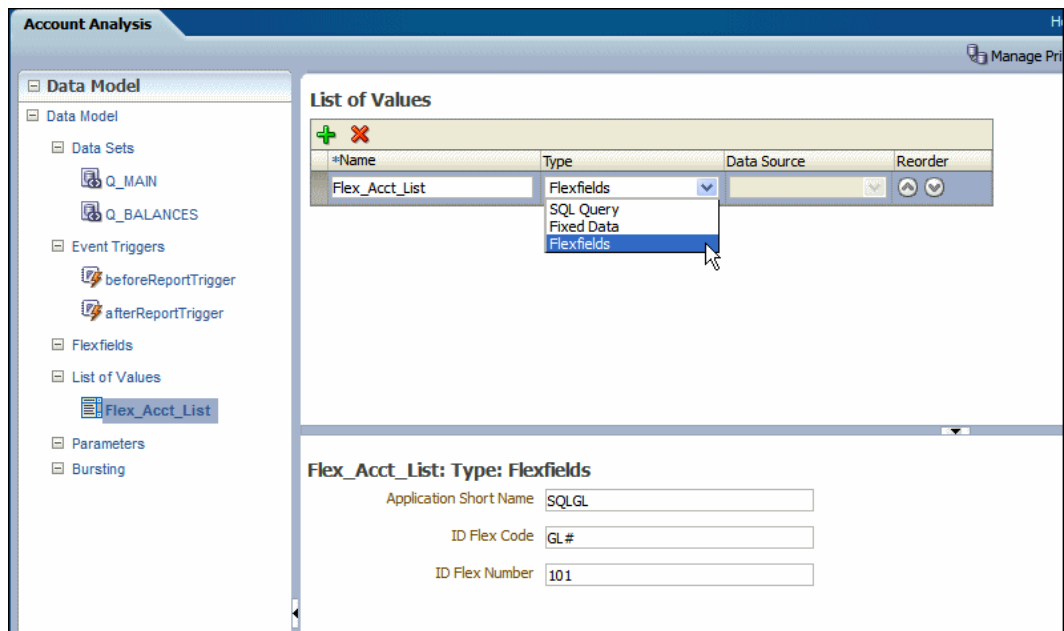 Account Analysis
Manage Pri
Data Model
Data Model
Data Sets
Q_MAIN
Q_BALANCES
Event Triggers
beforeReportTrigger
afterReportTrigger
Flexfields
List of Values
Flex_Acct_List
Parameters
Bursting
List of Values
*Name Type Data Source Reorder
Flex_Acct_List Flexfields
SQL Query
Fixed Data
Flexfields
Flex_Acct_List: Type: Flexfields
Application Short Name SQLGL
ID Flex Code GL#
ID Flex Number 101